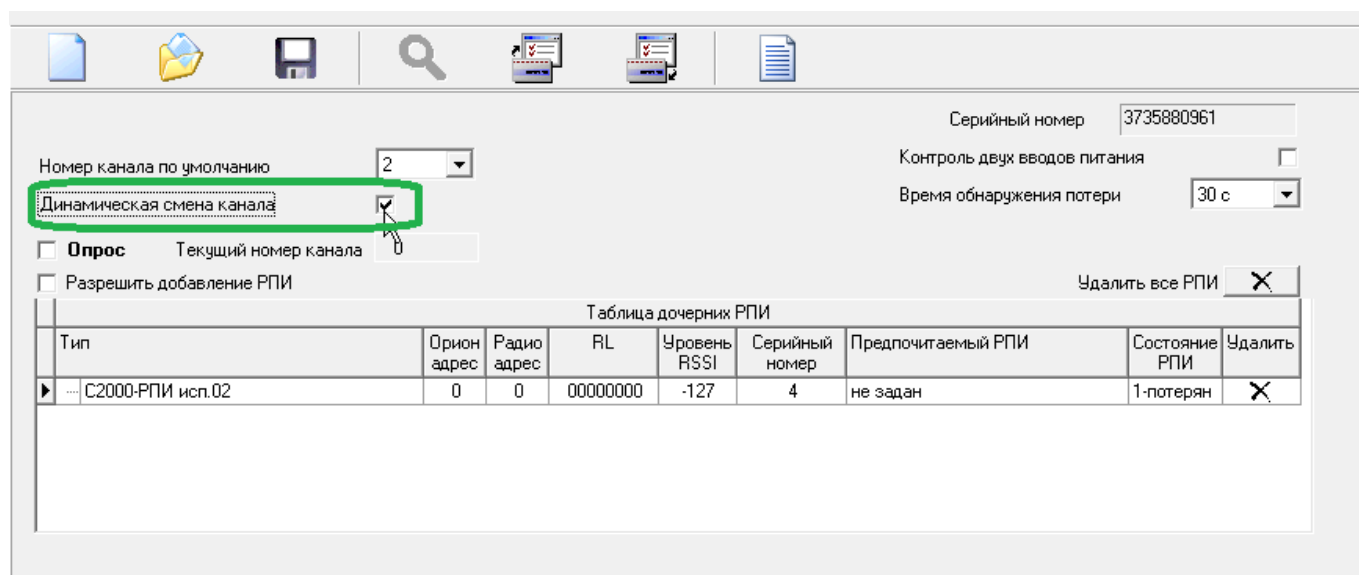 Серийный номер 3735880961
Номер канала по умолчанию 2 Контроль двух вводов питания
Динамическая смена канала Время обнаружения потери 30 с
Опрос Текущий номер канала 0
Разрешить добавление РПИ Удалить все РПИ
Таблица дочерних РПИ
Тип Орион адрес Радио адрес RL Уровень RSSI Серийный номер Предпочитаемый РПИ Состояние РПИ Удалить
С2000-РПИ исп.02 0 0 00000000 -127 4 не задан 1-потерян